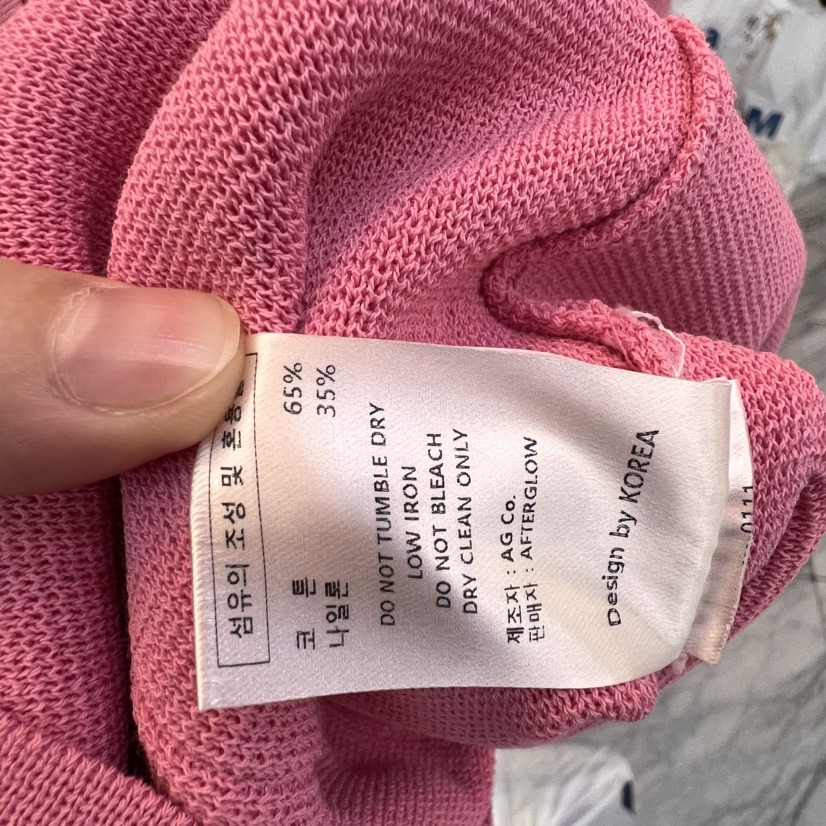 섬유의 조성 및 혼용
코 튼 65%
나일론 35%
DO NOT TUMBLE DRY
LOW IRON
DO NOT BLEACH
DRY CLEAN ONLY
제조자 : AG Co.
판매자 : AFTERGLOW
Design by KOREA
0111
M